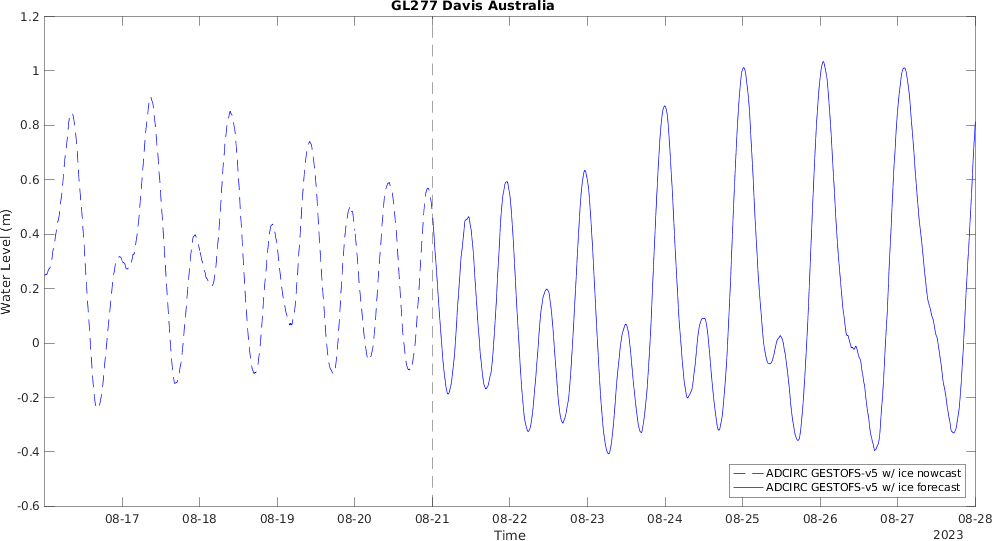 GL277 Davis Australia
1.2
1
0.8
0.6
0.4
0.2
0
-0.2
-0.4
-0.6
Water Level (m)
ADCIRC GESTOFS-v5 w/ ice nowcast
ADCIRC GESTOFS-v5 w/ ice forecast
08-17 08-18 08-19 08-20 08-21 08-22 08-23 08-24 08-25 08-26 08-27 08-28
Time
2023